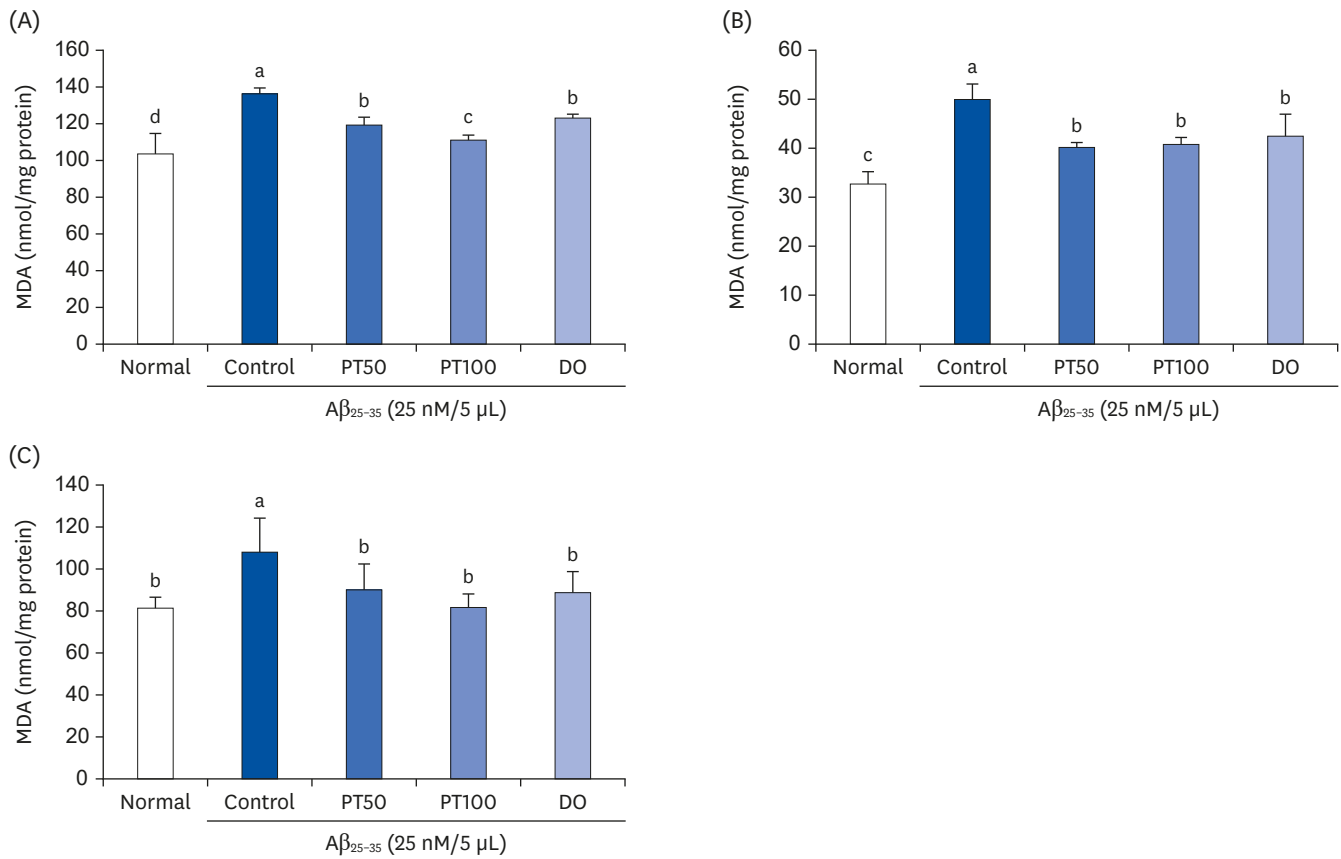 (A)
MDA (nmol/mg protein)
160
140
120
100
80
60
40
20
0
d
a
b
c
b
Normal Control PT50 PT100 DO
Aβ₂₅₋₃₅ (25 nM/5 µL)
(B)
MDA (nmol/mg protein)
60
50
40
30
20
10
0
c
a
b
b
b
Normal Control PT50 PT100 DO
Aβ₂₅₋₃₅ (25 nM/5 µL)
(C)
MDA (nmol/mg protein)
140
120
100
80
60
40
20
0
b
a
b
b
b
Normal Control PT50 PT100 DO
Aβ₂₅₋₃₅ (25 nM/5 µL)